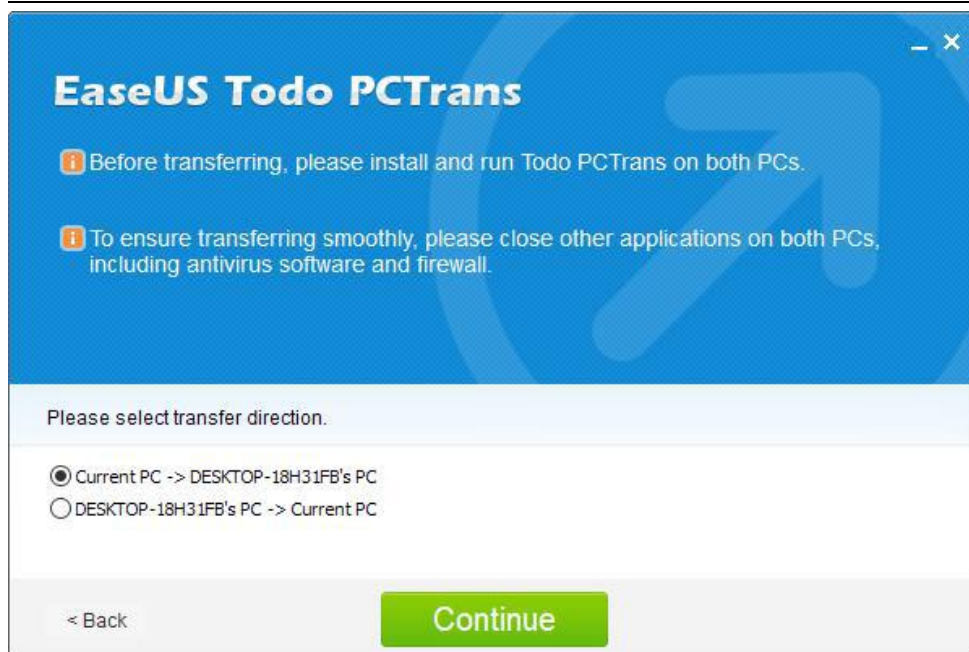 EaseUS Todo PCTrans
Before transferring, please install and run Todo PCTrans on both PCs.
To ensure transferring smoothly, please close other applications on both PCs,
including antivirus software and firewall.
Please select transfer direction.
Current PC -> DESKTOP-18H31FB's PC
DESKTOP-18H31FB's PC -> Current PC
< Back
Continue